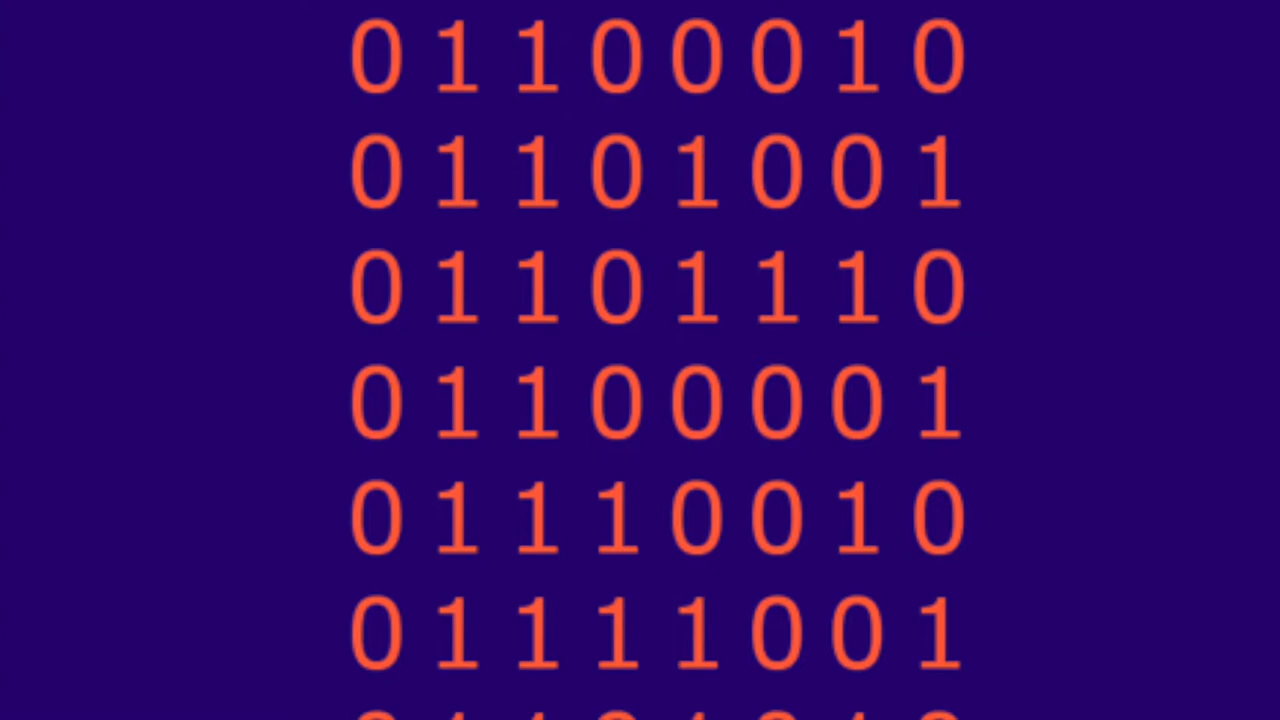 0 1 1 0 0 0 1 0
0 1 1 0 1 0 0 1
0 1 1 0 1 1 1 0
0 1 1 0 0 0 0 1
0 1 1 1 0 0 1 0
0 1 1 1 1 0 0 1